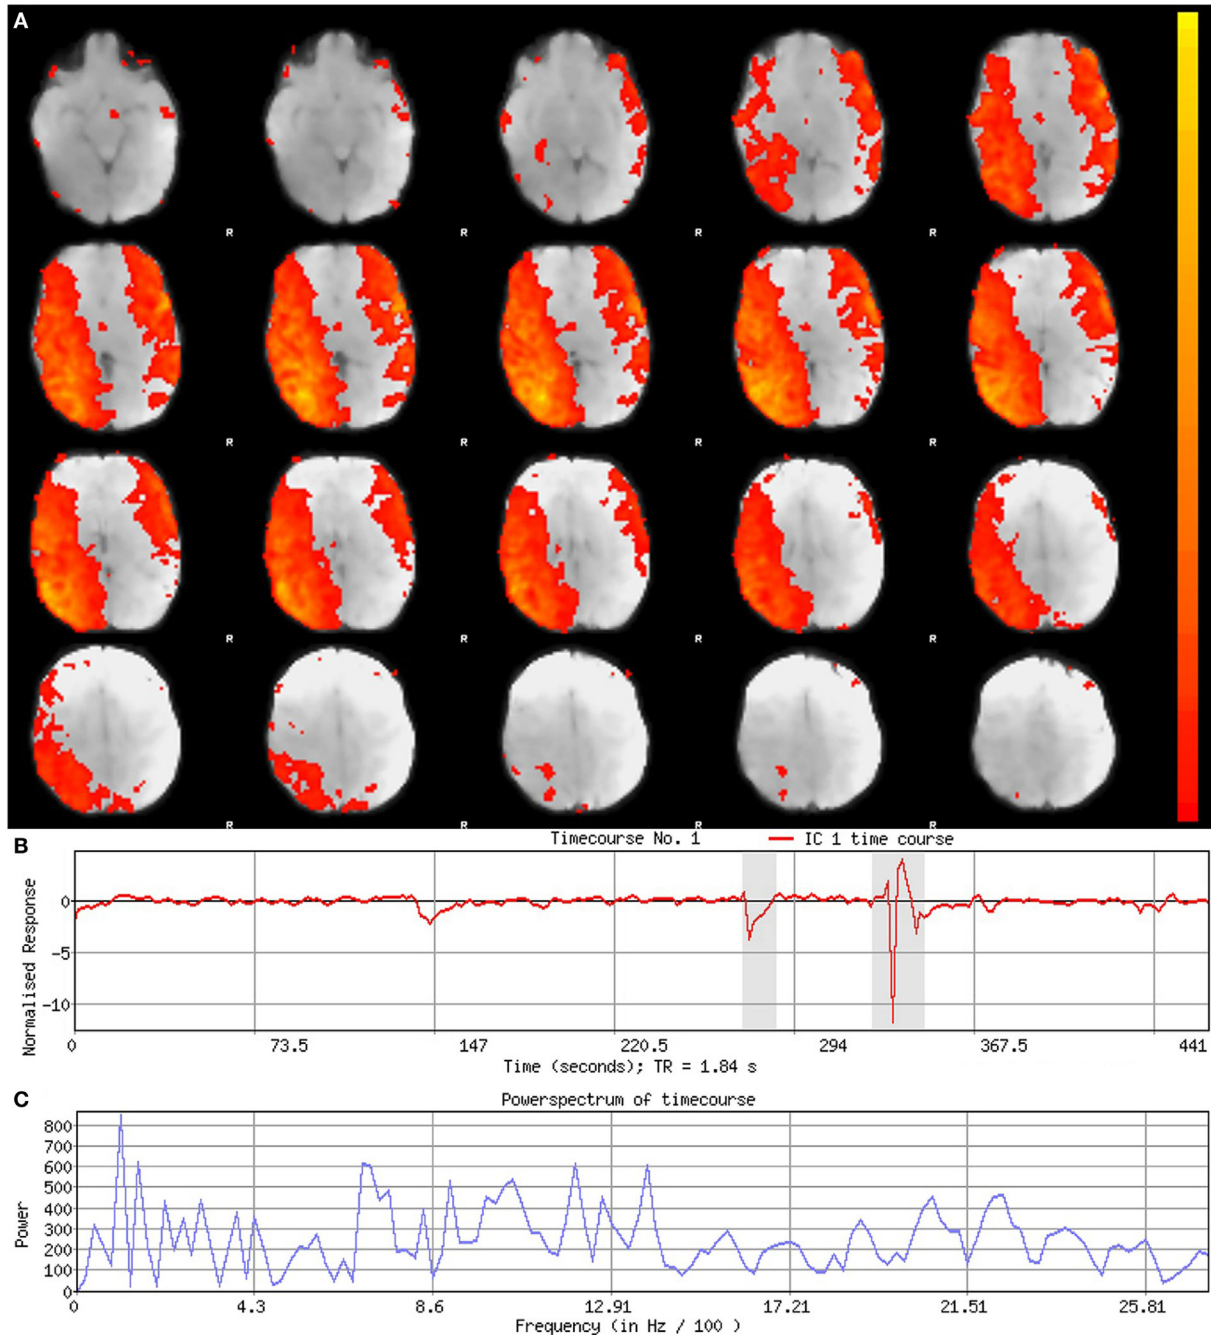 A
R R R R
R R R R
R R R R
R R R R
B
Timecourse No. 1 IC 1 time course
Normalised Response
0
-5
-10
0 73.5 147 220.5 294 367.5 441
Time (seconds); TR = 1.84 s
C
Powerspectrum of timecourse
Power
800
700
600
500
400
300
200
100
0
0 4.3 8.6 12.91 17.21 21.51 25.81
Frequency (in Hz / 100 )